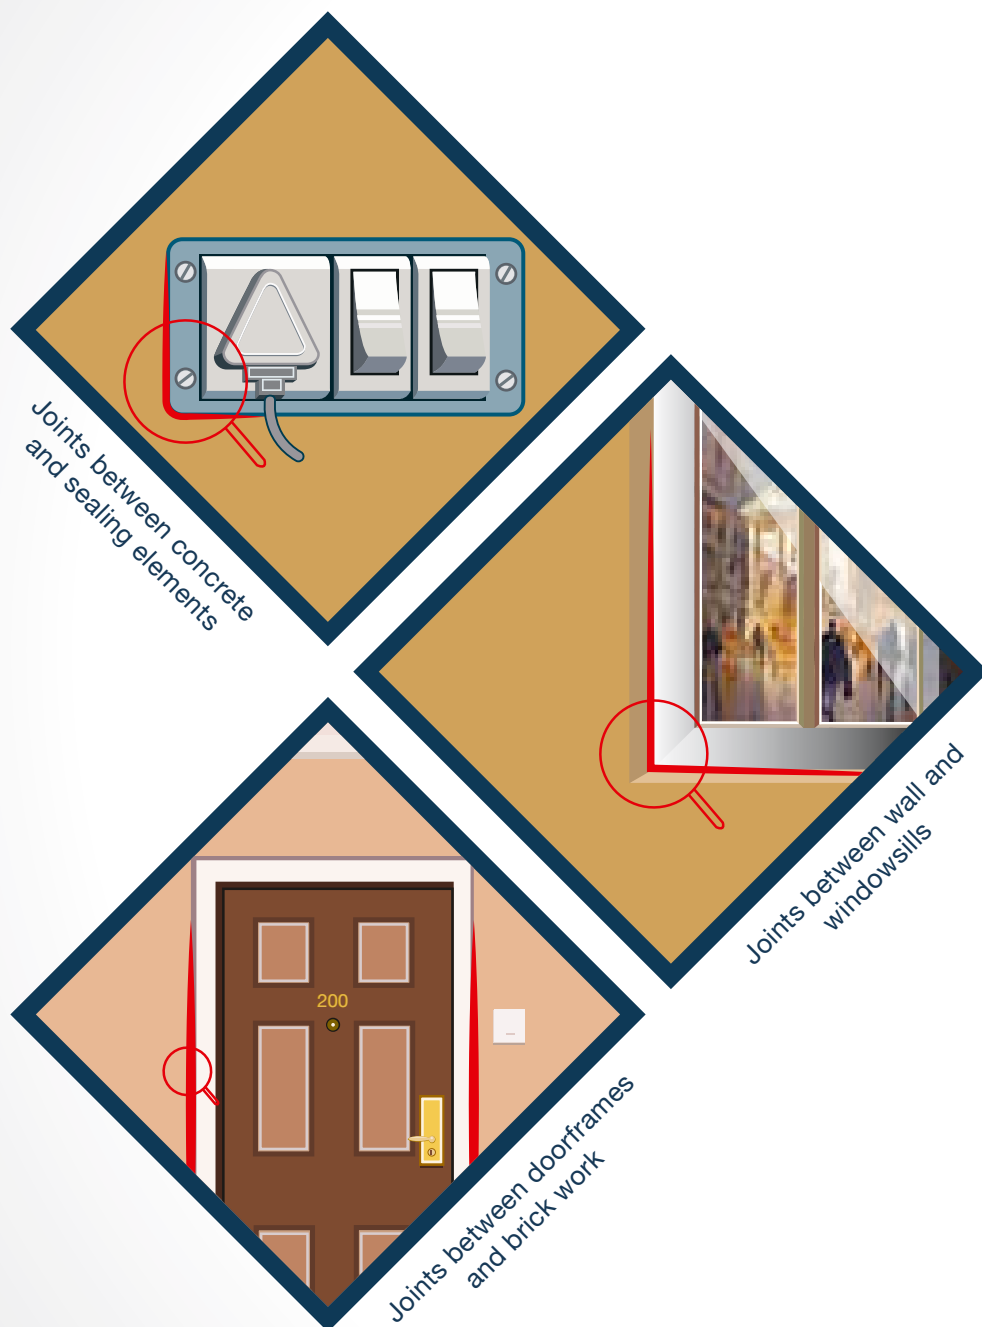 Joints between concrete
and sealing elements
Joints between wall and
windowsills
200
Joints between doorframes
and brick work